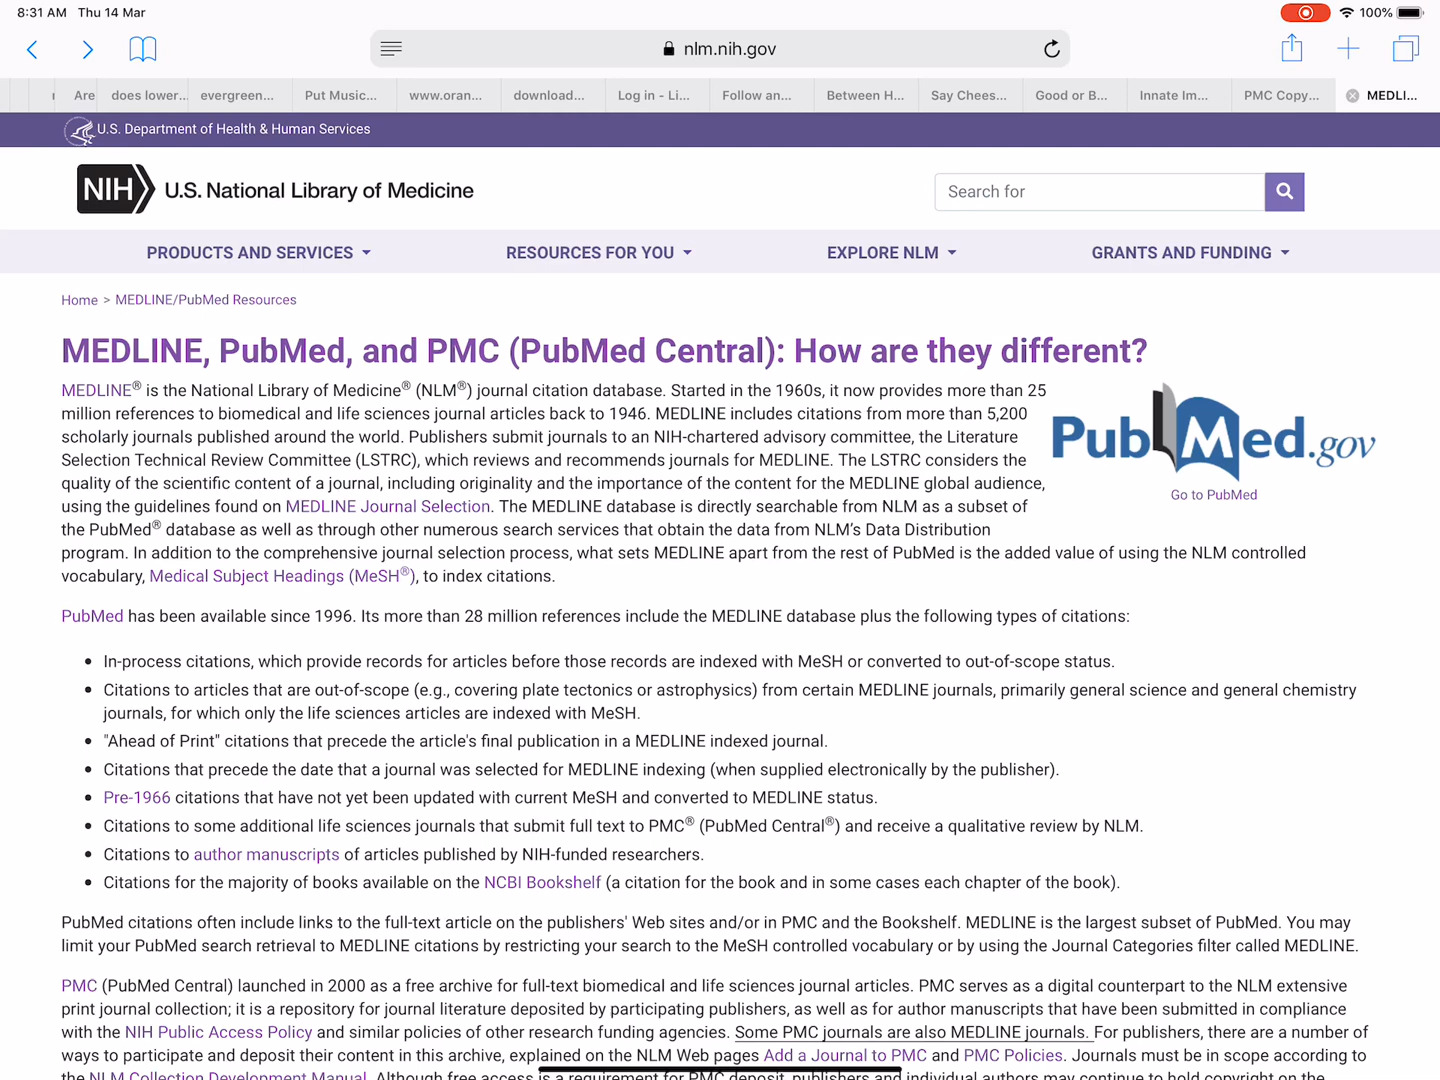 8:31 AM Thu 14 Mar
100%
nlm.nih.gov
Are
does lower...
evergreen...
Put Music...
www.oran...
download...
Log in - Li...
Follow an...
Between H...
Say Chees...
Good or B...
Innate Im...
PMC Copy...
MEDLI...
U.S. Department of Health & Human Services
NIH U.S. National Library of Medicine
Search for
PRODUCTS AND SERVICES
RESOURCES FOR YOU
EXPLORE NLM
GRANTS AND FUNDING
Home > MEDLINE/PubMed Resources
MEDLINE, PubMed, and PMC (PubMed Central): How are they different?
MEDLINE® is the National Library of Medicine® (NLM®) journal citation database. Started in the 1960s, it now provides more than 25
million references to biomedical and life sciences journal articles back to 1946. MEDLINE includes citations from more than 5,200
scholarly journals published around the world. Publishers submit journals to an NIH-chartered advisory committee, the Literature
Selection Technical Review Committee (LSTRC), which reviews and recommends journals for MEDLINE. The LSTRC considers the
quality of the scientific content of a journal, including originality and the importance of the content for the MEDLINE global audience,
using the guidelines found on MEDLINE Journal Selection. The MEDLINE database is directly searchable from NLM as a subset of
the PubMed® database as well as through other numerous search services that obtain the data from NLM's Data Distribution
program. In addition to the comprehensive journal selection process, what sets MEDLINE apart from the rest of PubMed is the added value of using the NLM controlled
vocabulary, Medical Subject Headings (MeSH®), to index citations.
PubMed.gov
Go to PubMed
PubMed has been available since 1996. Its more than 28 million references include the MEDLINE database plus the following types of citations:
• In-process citations, which provide records for articles before those records are indexed with MeSH or converted to out-of-scope status.
• Citations to articles that are out-of-scope (e.g., covering plate tectonics or astrophysics) from certain MEDLINE journals, primarily general science and general chemistry
journals, for which only the life sciences articles are indexed with MeSH.
• "Ahead of Print" citations that precede the article's final publication in a MEDLINE indexed journal.
• Citations that precede the date that a journal was selected for MEDLINE indexing (when supplied electronically by the publisher).
• Pre-1966 citations that have not yet been updated with current MeSH and converted to MEDLINE status.
• Citations to some additional life sciences journals that submit full text to PMC® (PubMed Central®) and receive a qualitative review by NLM.
• Citations to author manuscripts of articles published by NIH-funded researchers.
• Citations for the majority of books available on the NCBI Bookshelf (a citation for the book and in some cases each chapter of the book).
PubMed citations often include links to the full-text article on the publishers' Web sites and/or in PMC and the Bookshelf. MEDLINE is the largest subset of PubMed. You may
limit your PubMed search retrieval to MEDLINE citations by restricting your search to the MeSH controlled vocabulary or by using the Journal Categories filter called MEDLINE.
PMC (PubMed Central) launched in 2000 as a free archive for full-text biomedical and life sciences journal articles. PMC serves as a digital counterpart to the NLM extensive
print journal collection; it is a repository for journal literature deposited by participating publishers, as well as for author manuscripts that have been submitted in compliance
with the NIH Public Access Policy and similar policies of other research funding agencies. Some PMC journals are also MEDLINE journals. For publishers, there are a number of
ways to participate and deposit their content in this archive, explained on the NLM Web pages Add a Journal to PMC and PMC Policies. Journals must be in scope according to
the NLM Collection Development Manual. Although free access is a requirement for PMC deposit, publishers and individual authors may continue to hold copyright on the